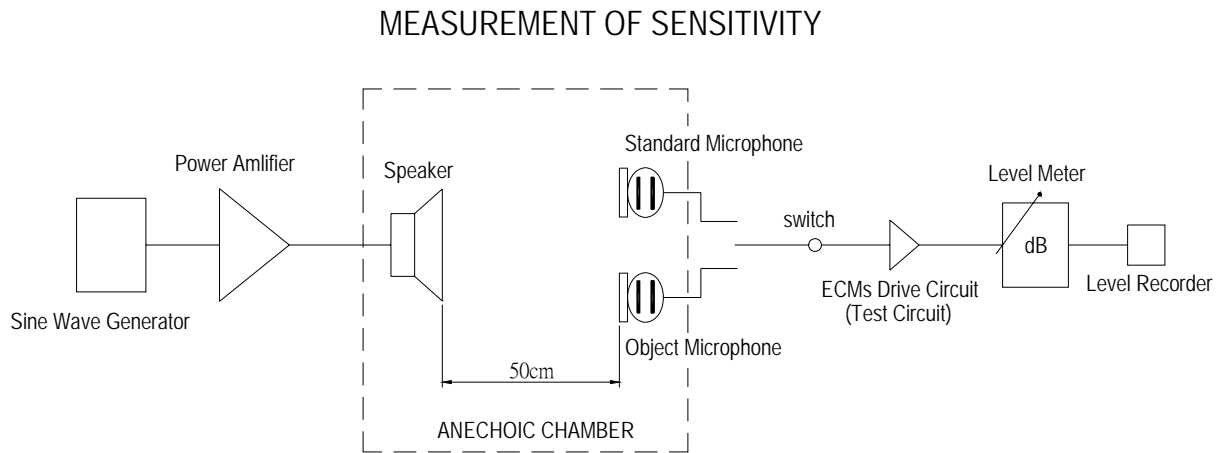 MEASUREMENT OF SENSITIVITY
Standard Microphone
Power Amlifier
Speaker
Level Meter
switch
dB
ECMs Drive Circuit
(Test Circuit)
Level Recorder
Sine Wave Generator
Object Microphone
50cm
ANECHOIC CHAMBER